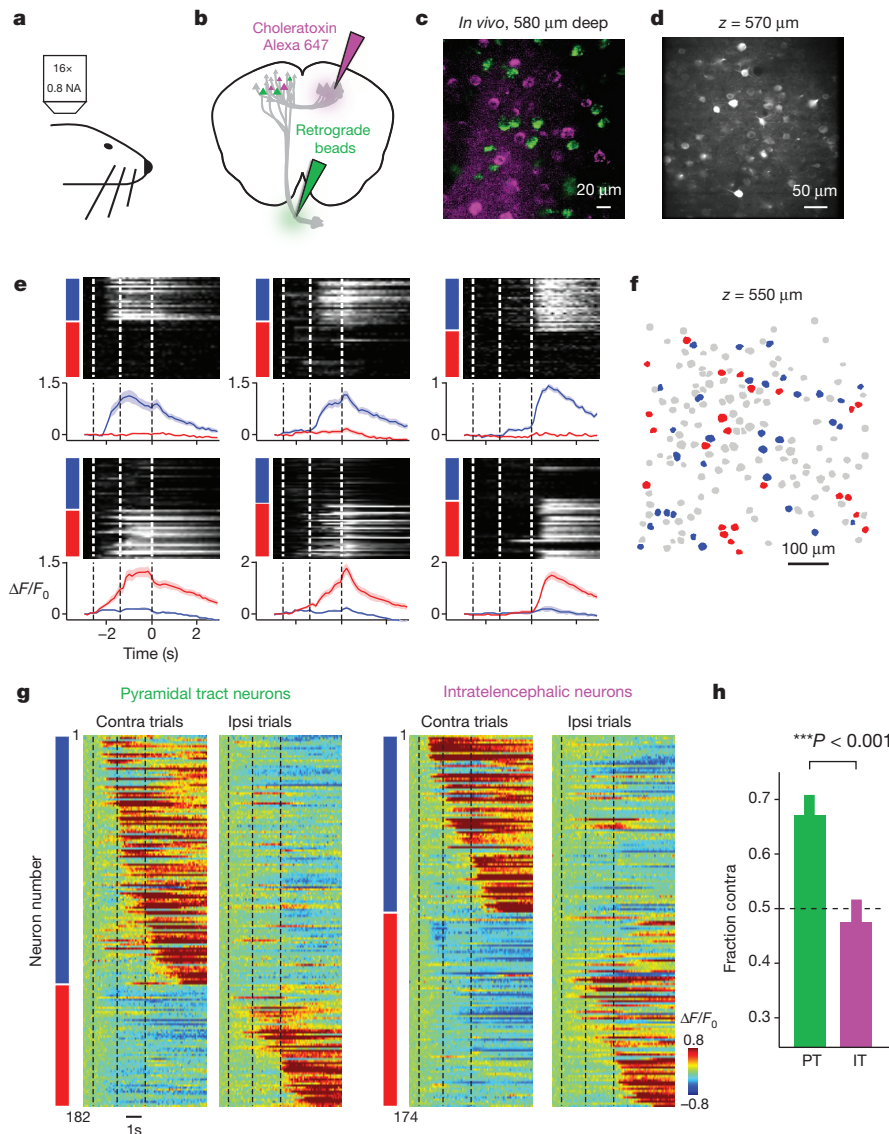 a
16×
0.8 NA
b
Choleratoxin
Alexa 647
Retrograde
beads
c
In vivo, 580 μm deep
20 μm
d
z = 570 μm
50 μm
e
1.5
0
1.5
0
1
0
1.5
ΔF/F0
0
2
0
2
0
−2 0 2
Time (s)
f
z = 550 μm
100 μm
g
Pyramidal tract neurons
Contra trials Ipsi trials
1
Neuron number
182
1s
Intratelencephalic neurons
Contra trials Ipsi trials
1
174
ΔF/F0
0.8
−0.8
h
***P < 0.001
Fraction contra
0.7
0.6
0.5
0.4
0.3
PT IT